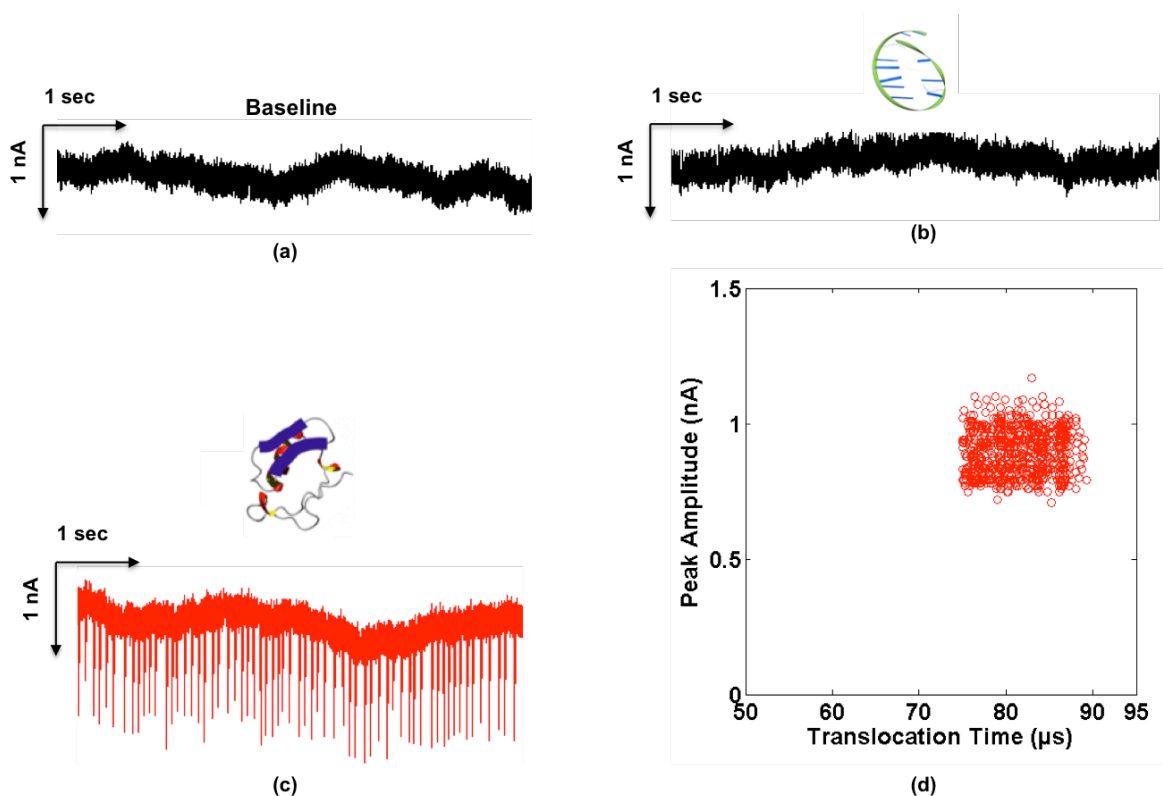 1 sec
Baseline
1 nA
(a)
1 sec
1 nA
(b)
1 sec
1 nA
(c)
1.5
1
0.5
0
Peak Amplitude (nA)
50 60 70 80 90 95
Translocation Time (µs)
(d)